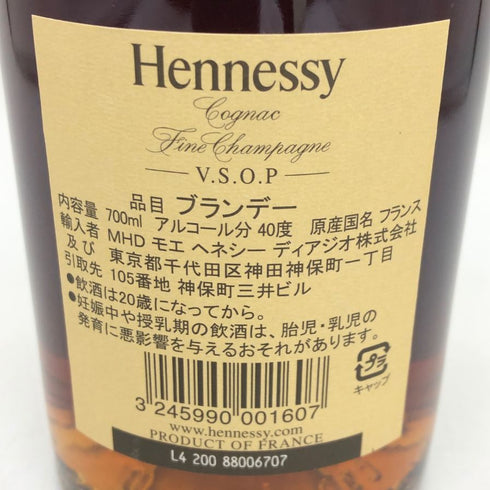 Hennessy
Cognac
Fine Champagne
V.S.O.P
品目 ブランデー
内容量 700ml アルコール分 40度 原産国名 フランス
輸入者 MHD モエ ヘネシー ディアジオ株式会社
及び 東京都千代田区神田神保町一丁目
引取先 105番地 神保町三井ビル
●飲酒は20歳になってから。
●妊娠中や授乳期の飲酒は、胎児・乳児の
発育に悪影響を与えるおそれがあります。
プラ
キャップ
3 245990 001607
www.hennessy.com
PRODUCT OF FRANCE
L4 200 88006707